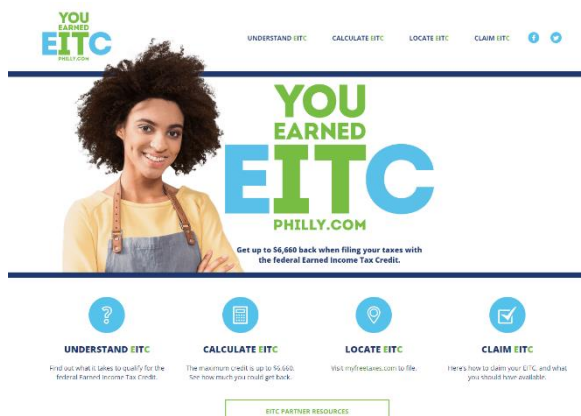 YOU
EARNED
EITC
PHILLY.COM
UNDERSTAND EITC
CALCULATE EITC
LOCATE EITC
CLAIM EITC
YOU
EARNED
EITC
PHILLY.COM
Get up to $6,660 back when filing your taxes with
the federal Earned Income Tax Credit.
UNDERSTAND EITC
Find out what it takes to qualify for the
federal Earned Income Tax Credit.
CALCULATE EITC
The maximum credit is up to $6,660.
See how much you could get back.
LOCATE EITC
Visit myfreetaxes.com to file.
CLAIM EITC
Here's how to claim your EITC, and what
you should have available.
EITC PARTNER RESOURCES